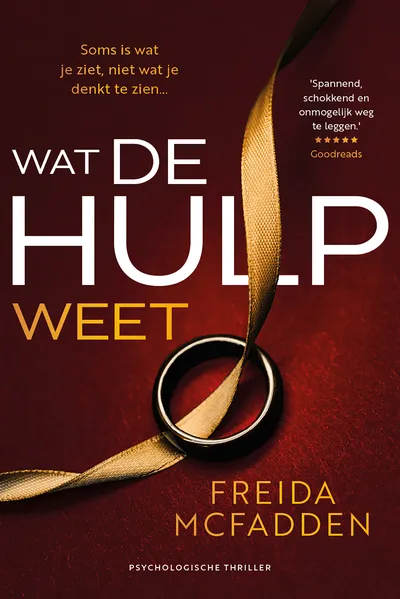 Soms is wat
je ziet, niet wat je
denkt te zien...
'Spannend,
schokkend en
onmogelijk weg
te leggen.'
★★★★★
Goodreads
WAT DE
HULP
WEET
FREIDA
MCFADDEN
PSYCHOLOGISCHE THRILLER